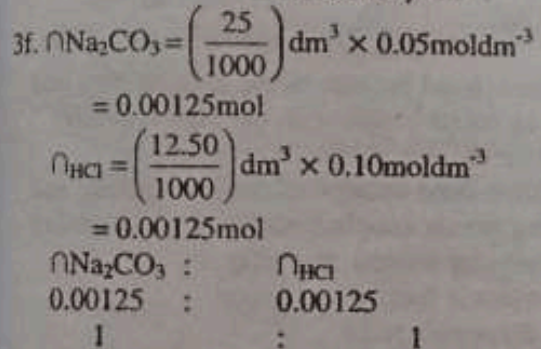 3f. ∩Na₂CO₃ = (25/1000) dm³ × 0.05moldm⁻³
= 0.00125mol
∩HCl = (12.50/1000) dm³ × 0.10moldm⁻³
= 0.00125mol
∩Na₂CO₃ : ∩HCl
0.00125 : 0.00125
1 : 1